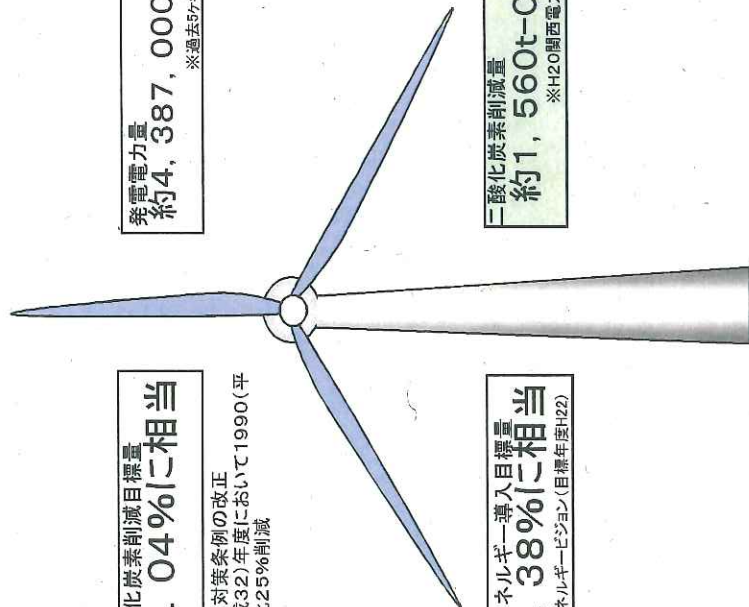 発電電力量
約4，387，000
※過去5ケ
二酸化炭素削減量
約1，560t-C
※H20関西電力
化炭素削減目標量
．04%に相当
対策条例の改正
成32)年度において1990(平
25%削減
ネルギー導入目標量
38%に相当
ネルギービジョン(目標年度H22)